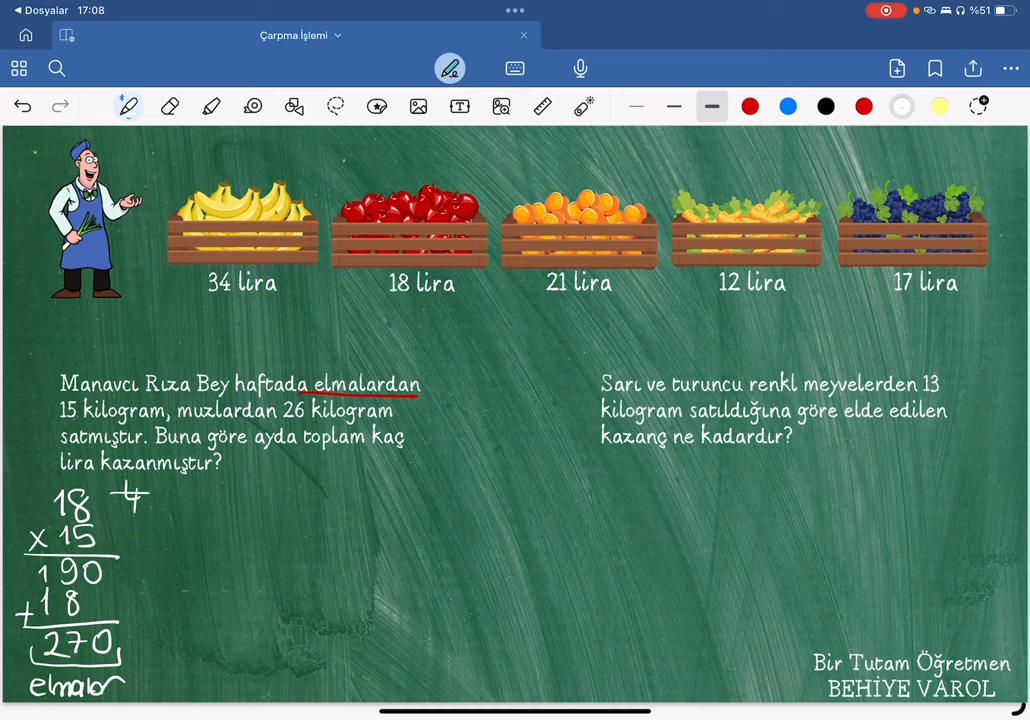 Dosyalar 17:08
%51
Çarpma İşlemi
34 lira
18 lira
21 lira
12 lira
17 lira
Manavcı Rıza Bey haftada elmalardan
15 kilogram, muzlardan 26 kilogram
satmıştır. Buna göre ayda toplam kaç
lira kazanmıştır?
Sarı ve turuncu renkl meyvelerden 13
kilogram satıldığına göre elde edilen
kazanç ne kadardır?
18 4
x 15
190
+18
270
elmalar
Bir Tutam Öğretmen
BEHİYE VAROL